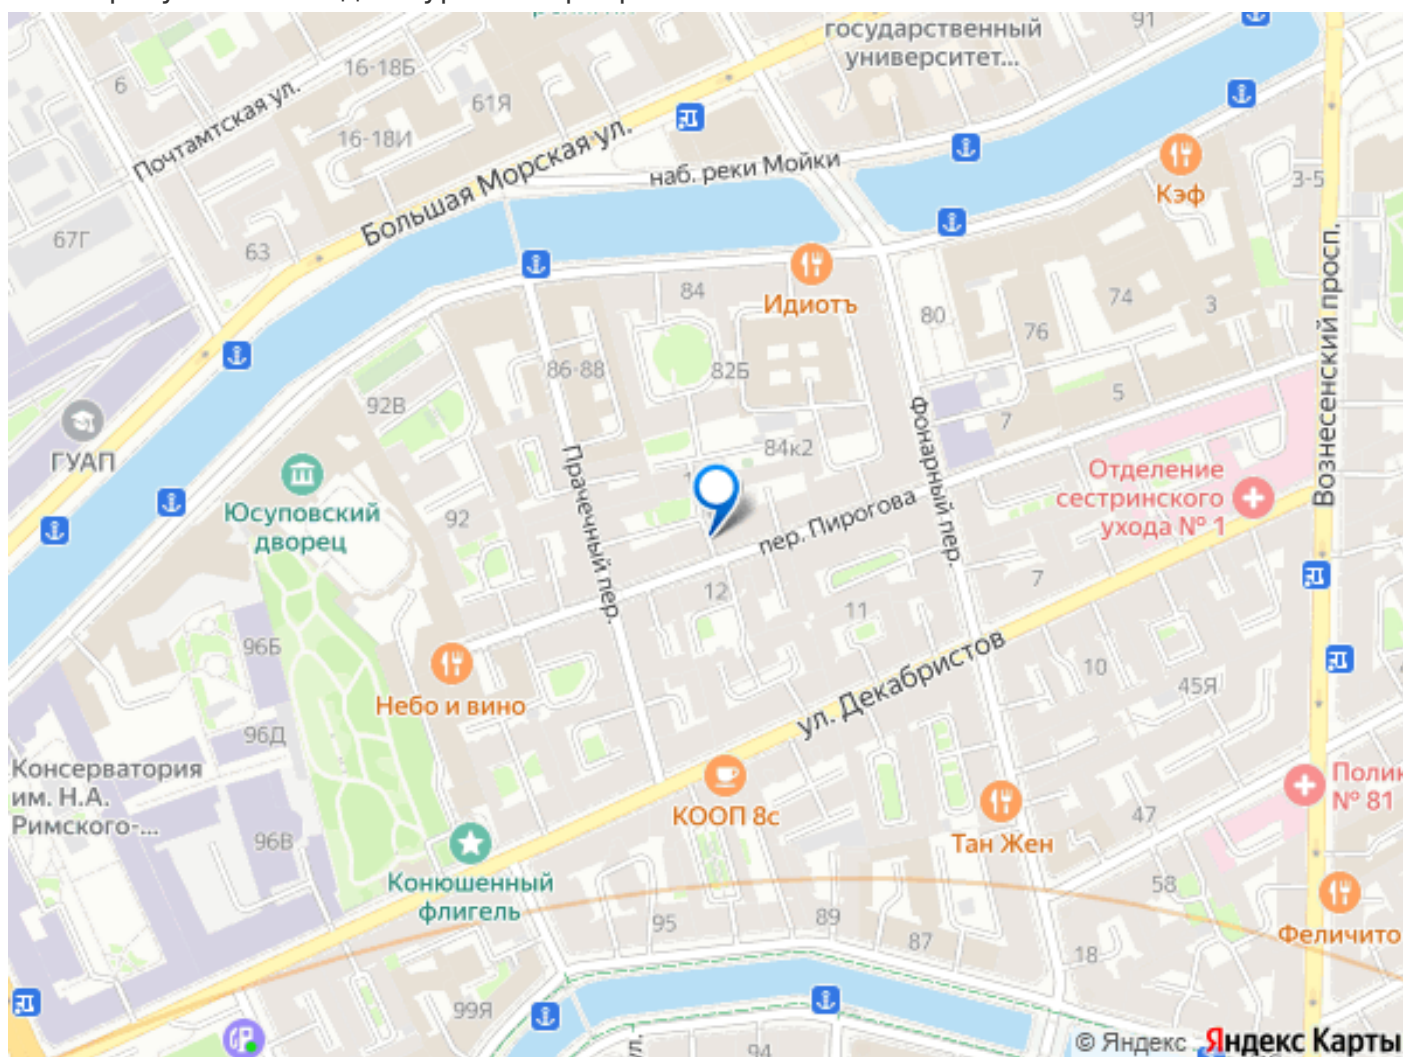 91
государственный
университет...
6
16-18Б
61Я
Почтамтская ул.
16-18И
Большая Морская ул.
наб. реки Мойки
Кэф
3-5
67Г
63
84
Идиотъ
80
74
3
76
Вознесенский просп.
86-88
82Б
92В
5
7
Фонарный пер.
ГУАП
84к2
Прачечный пер.
Отделение
сестринского
ухода № 1
Юсуповский
дворец
92
пер. Пирогова
12
11
7
96Б
ул. Декабристов
10
45Я
Небо и вино
96Д
Консерватория
им. Н.А.
Римского-...
КООП 8с
Тан Жен
47
№ 81
96В
Конюшенный
флигель
58
95
89
87
Феличито
18
99Я
94
© Яндекс
Яндекс Карты